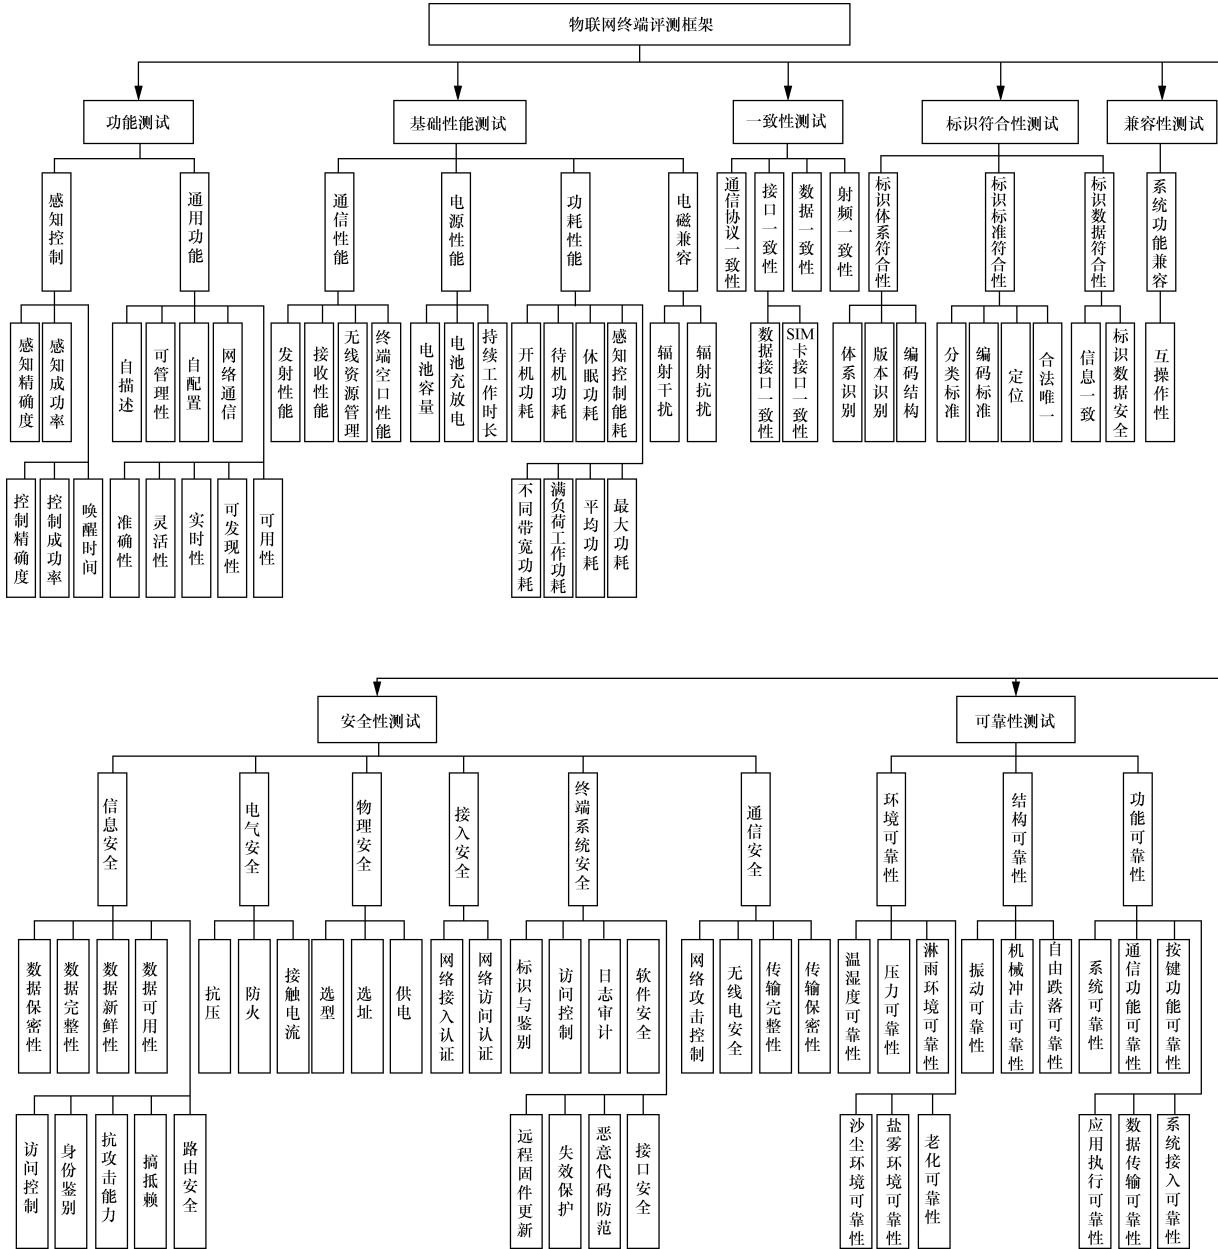 物联网终端评测框架
功能测试
基础性能测试
一致性测试
标识符合性测试
兼容性测试
感知控制
通用功能
通信性能
电源性能
功耗性能
电磁兼容
通信协议一致性
接口一致性
数据一致性
射频一致性
标识体系符合性
标识标准符合性
标识数据符合性
系统功能兼容
感知精确度
感知成功率
自描述
可管理性
自配置
网络通信
发射性能
接收性能
无线资源管理
终端空口性能
电池容量
电池充放电
持续工作时长
开机功耗
待机功耗
休眠功耗
感知控制能耗
辐射干扰
辐射抗扰
数据接口一致性
SIM卡接口一致性
体系识别
版本识别
编码结构
分类标准
编码标准
定位
合法唯一
信息一致
标识数据安全
互操作性
控制精确度
控制成功率
唤醒时间
准确性
灵活性
实时性
可发现性
可用性
不同带宽功耗
满负荷工作功耗
平均功耗
最大功耗
安全性测试
可靠性测试
信息安全
电气安全
物理安全
接入安全
终端系统安全
通信安全
环境可靠性
结构可靠性
功能可靠性
数据保密性
数据完整性
数据新鲜性
数据可用性
抗压
防火
接触电流
选型
选址
供电
网络接入认证
网络访问认证
标识与鉴别
访问控制
日志审计
软件安全
网络攻击控制
无线电安全
传输完整性
传输保密性
温湿度可靠性
压力可靠性
淋雨环境可靠性
振动可靠性
机械冲击可靠性
自由跌落可靠性
系统可靠性
通信功能可靠性
按键功能可靠性
访问控制
身份鉴别
抗攻击能力
搞抵赖
路由安全
远程固件更新
失效保护
恶意代码防范
接口安全
沙尘环境可靠性
盐雾环境可靠性
老化可靠性
应用执行可靠性
数据传输可靠性
系统接入可靠性